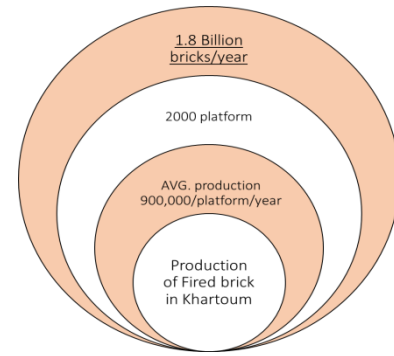 1.8 Billion
bricks/year
2000 platform
AVG. production
900,000/platform/year
Production
of Fired brick
in Khartoum